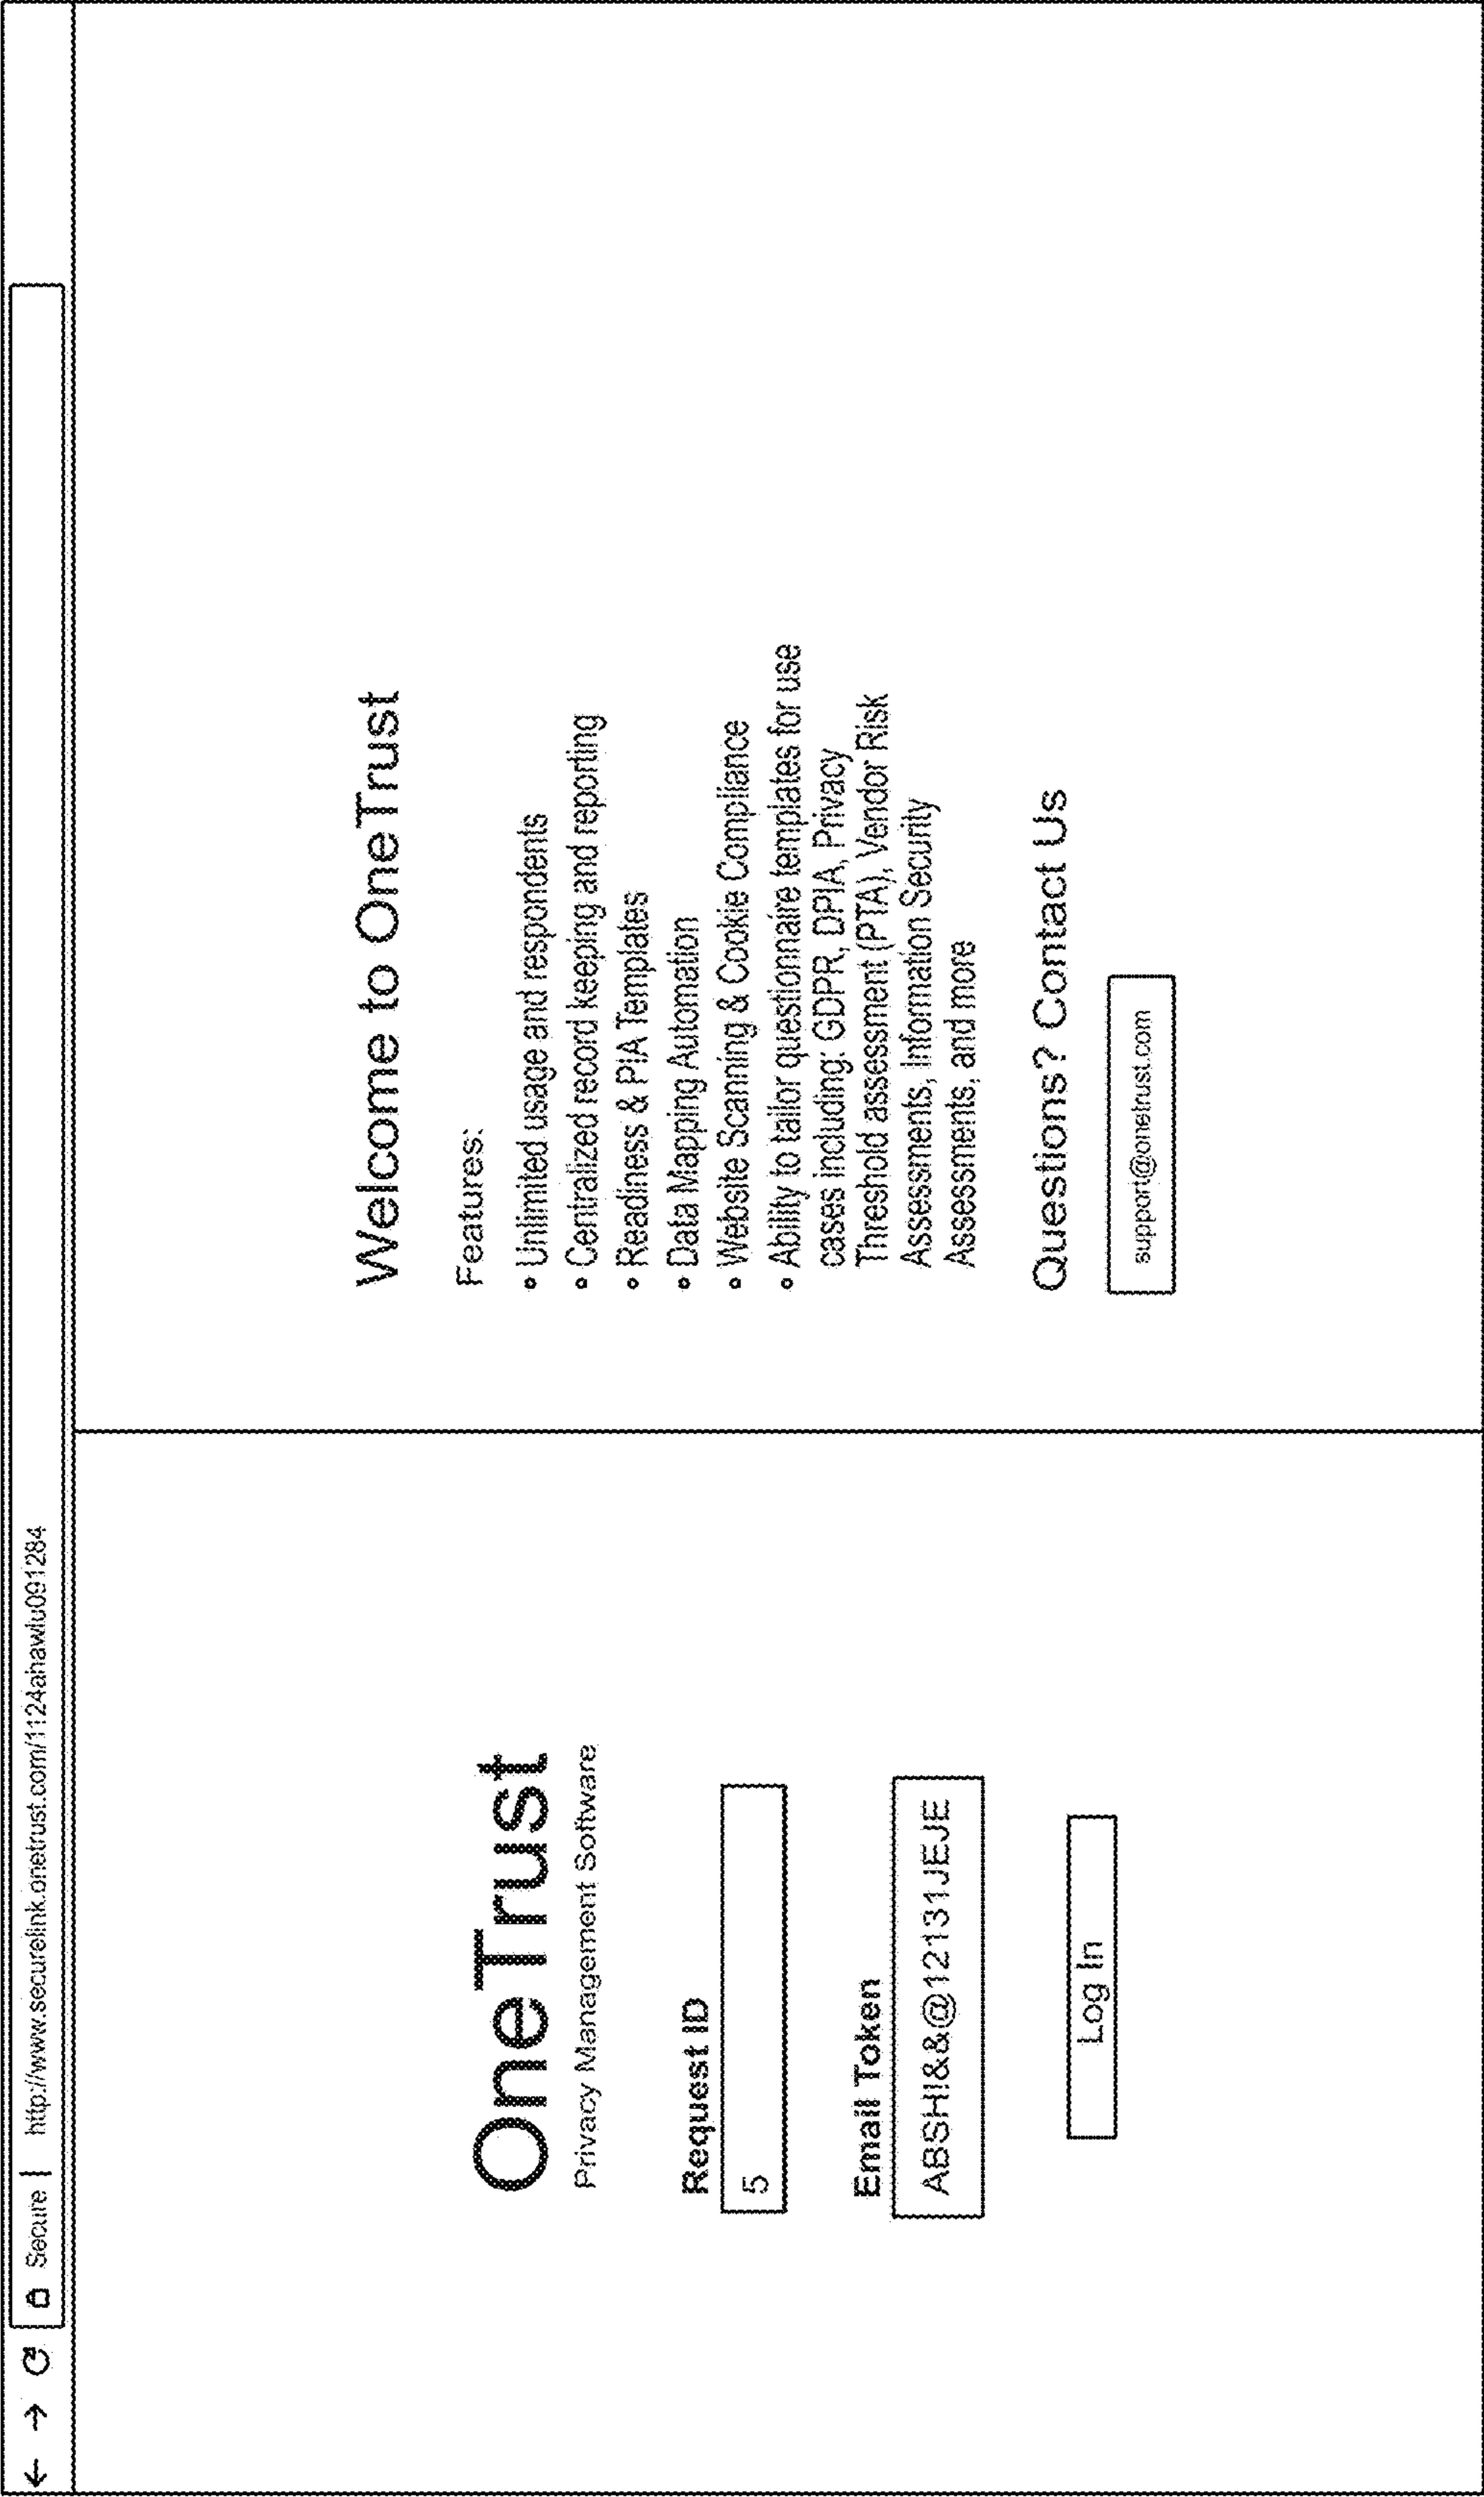 Secure | http://www.securelink.onetrust.com/1124ahawlu091284
OneTrust
Privacy Management Software
Request ID
5
Email Token
ABSHI&&@12131JEJE
Log In
Welcome to OneTrust
Features:
• Unlimited usage and respondents
• Centralized record keeping and reporting
• Readiness & PIA Templates
• Data Mapping Automation
• Website Scanning & Cookie Compliance
• Ability to tailor questionnaire templates for use
cases including: GDPR, DPIA, Privacy
Threshold assessment (PTA), Vendor Risk
Assessments, Information Security
Assessments, and more
Questions? Contact Us
support@onetrust.com